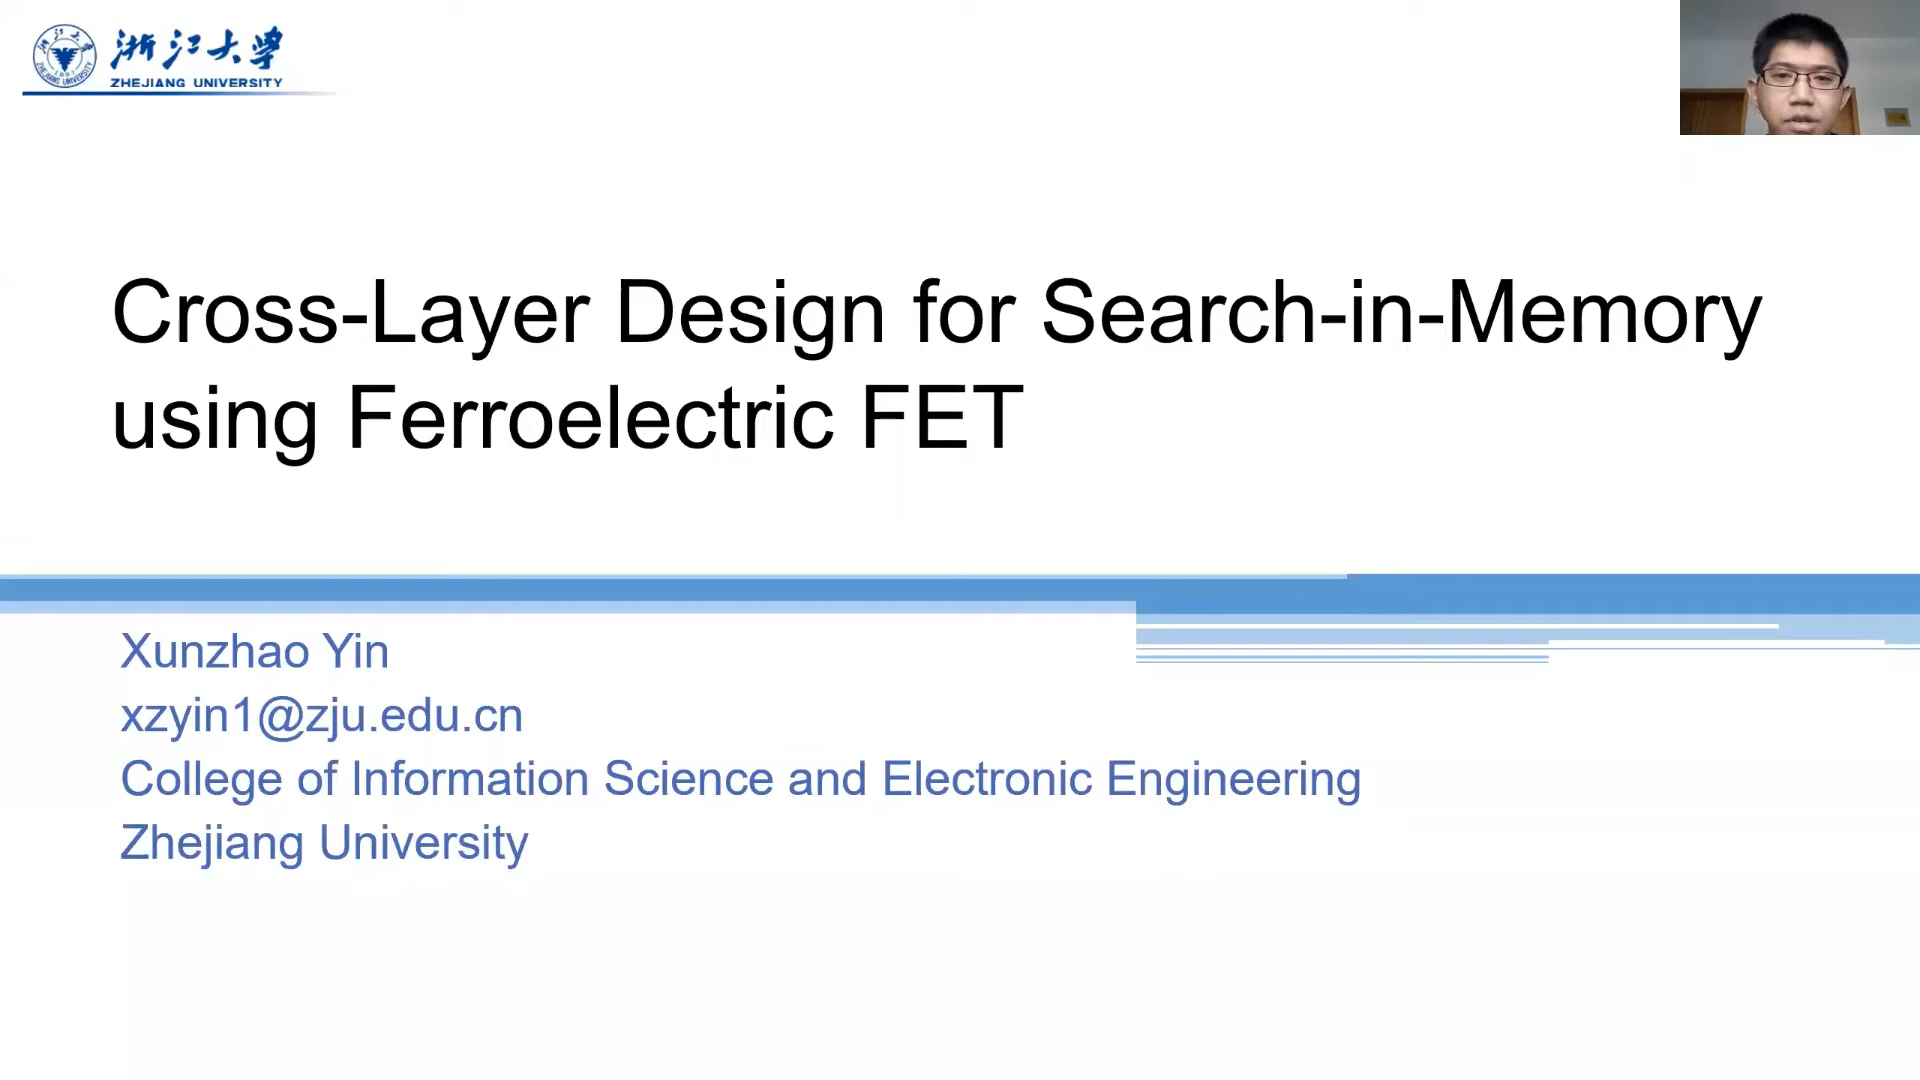 浙江大学
ZHEJIANG UNIVERSITY
Cross-Layer Design for Search-in-Memory
using Ferroelectric FET
Xunzhao Yin
xzyin1@zju.edu.cn
College of Information Science and Electronic Engineering
Zhejiang University